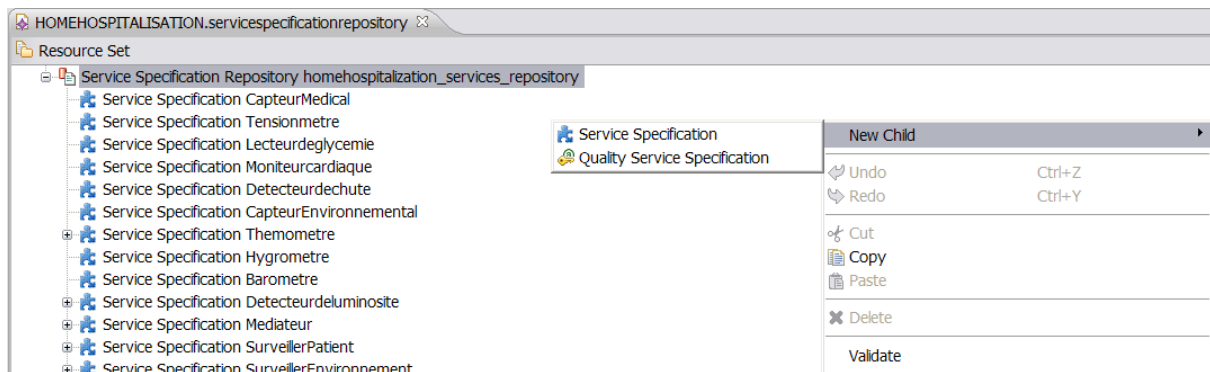 HOMEHOSPITALISATION.servicespecificationrepository
Resource Set
Service Specification Repository homehospitalization_services_repository
Service Specification CapteurMedical
Service Specification Tensionmetre
Service Specification Lecteurdeglycemie
Service Specification Moniteurcardiaque
Service Specification Detecteurdechute
Service Specification CapteurEnvironnemental
Service Specification Themometre
Service Specification Hygrometre
Service Specification Barometre
Service Specification Detecteurdeluminosite
Service Specification Mediateur
Service Specification SurveillerPatient
Service Specification SurveillerEnvironnement
Service Specification
Quality Service Specification
New Child
Undo Ctrl+Z
Redo Ctrl+Y
Cut
Copy
Paste
Delete
Validate